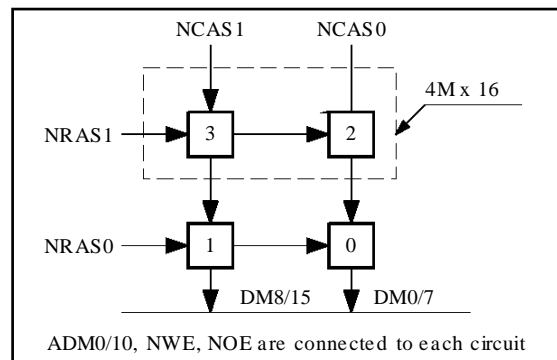 NCAS1 NCAS0
4M x 16
NRAS1 3 2
NRAS0 1 0
DM8/15 DM0/7
ADM0/10, NWE, NOE are connected to each circuit